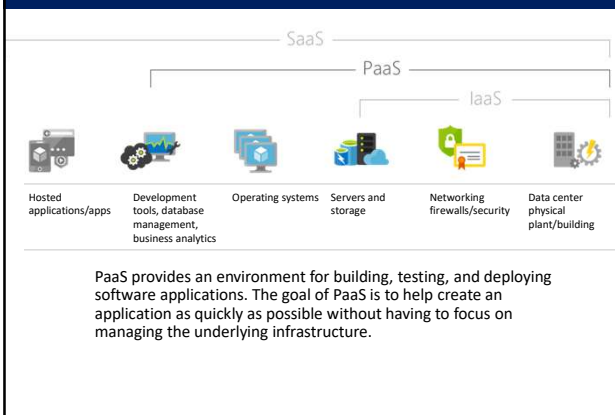 SaaS
PaaS
IaaS
Hosted
applications/apps
Development
tools, database
management,
business analytics
Operating systems
Servers and
storage
Networking
firewalls/security
Data center
physical
plant/building
PaaS provides an environment for building, testing, and deploying
software applications. The goal of PaaS is to help create an
application as quickly as possible without having to focus on
managing the underlying infrastructure.